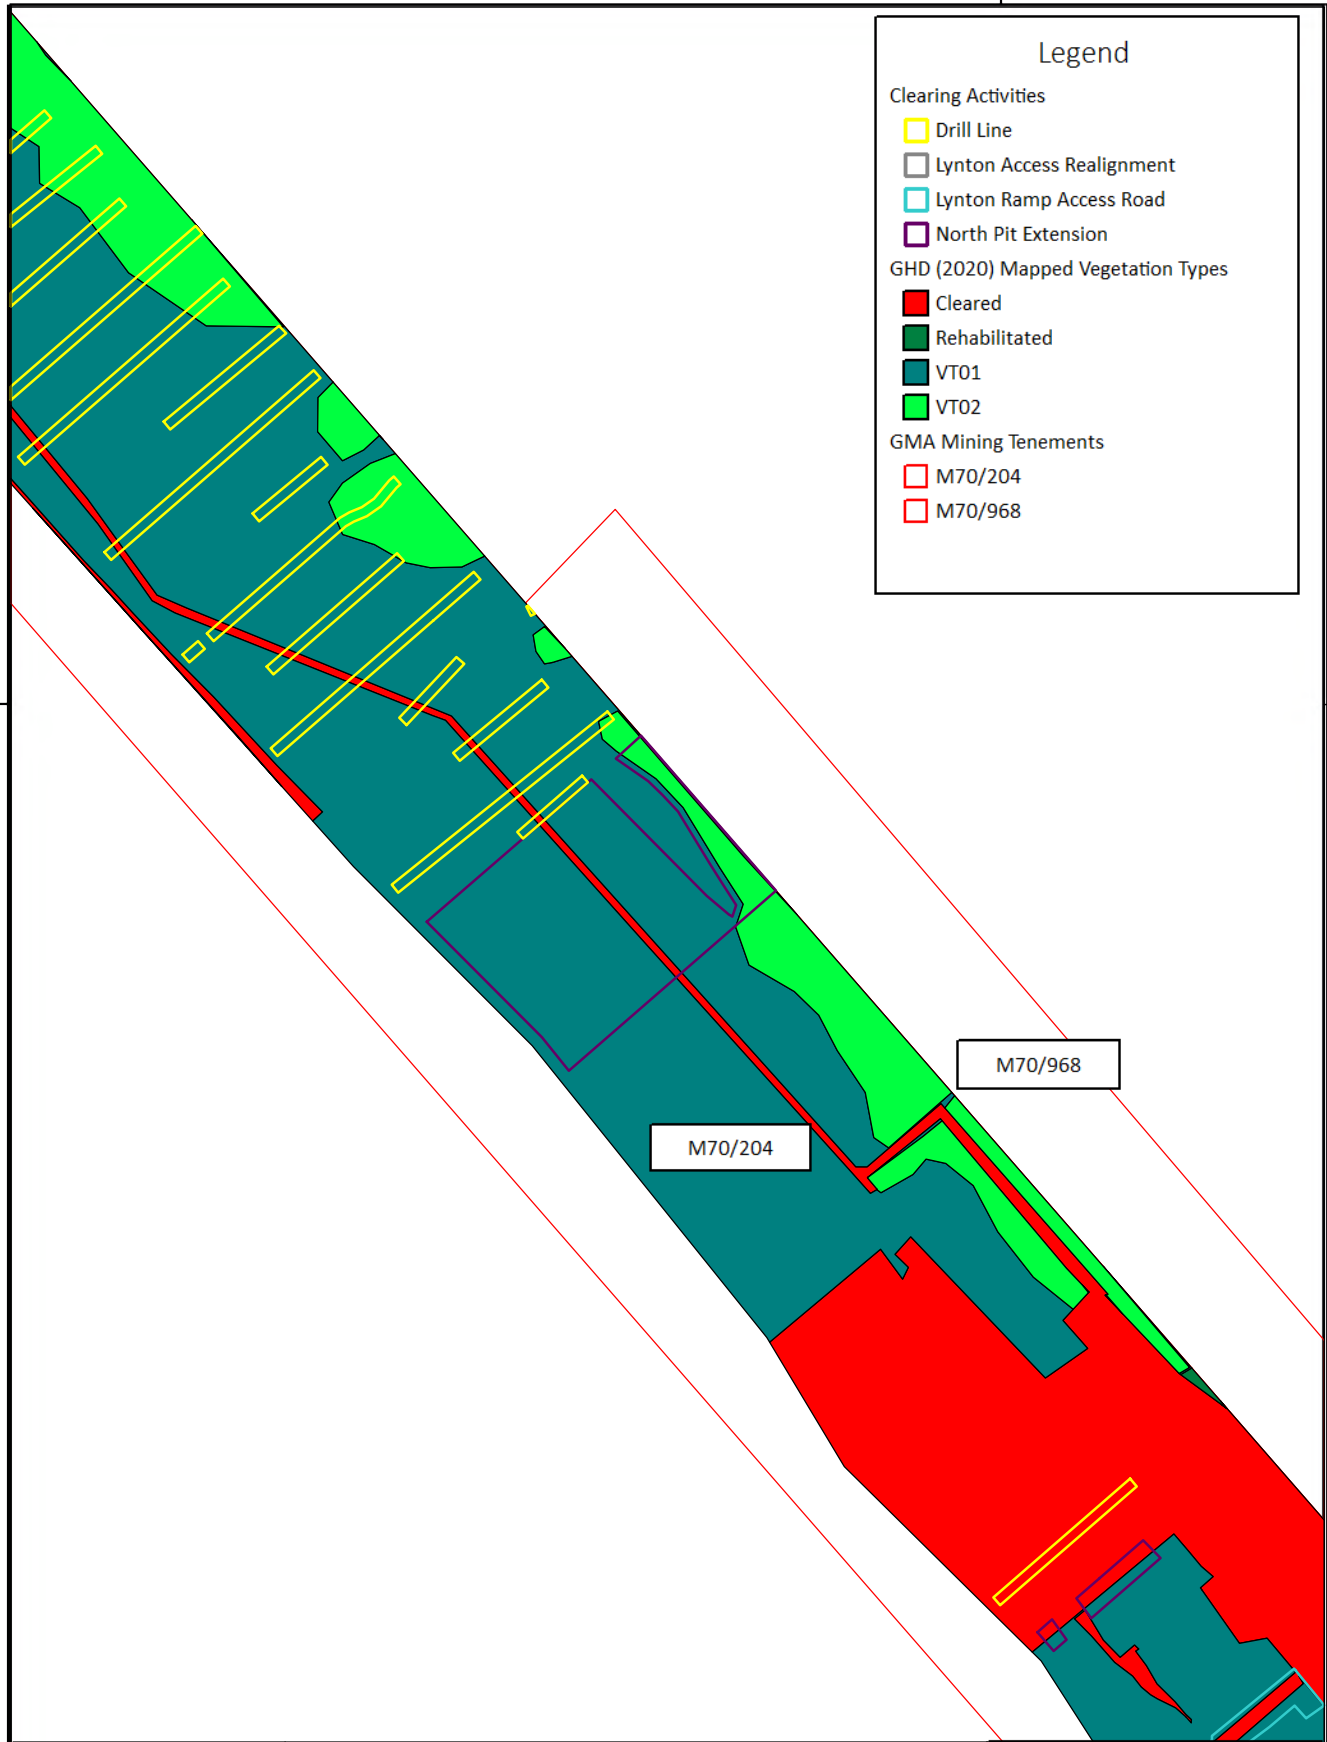 Legend
Clearing Activities
Drill Line
Lynton Access Realignment
Lynton Ramp Access Road
North Pit Extension
GHD (2020) Mapped Vegetation Types
Cleared
Rehabilitated
VT01
VT02
GMA Mining Tenements
M70/204
M70/968
M70/968
M70/204